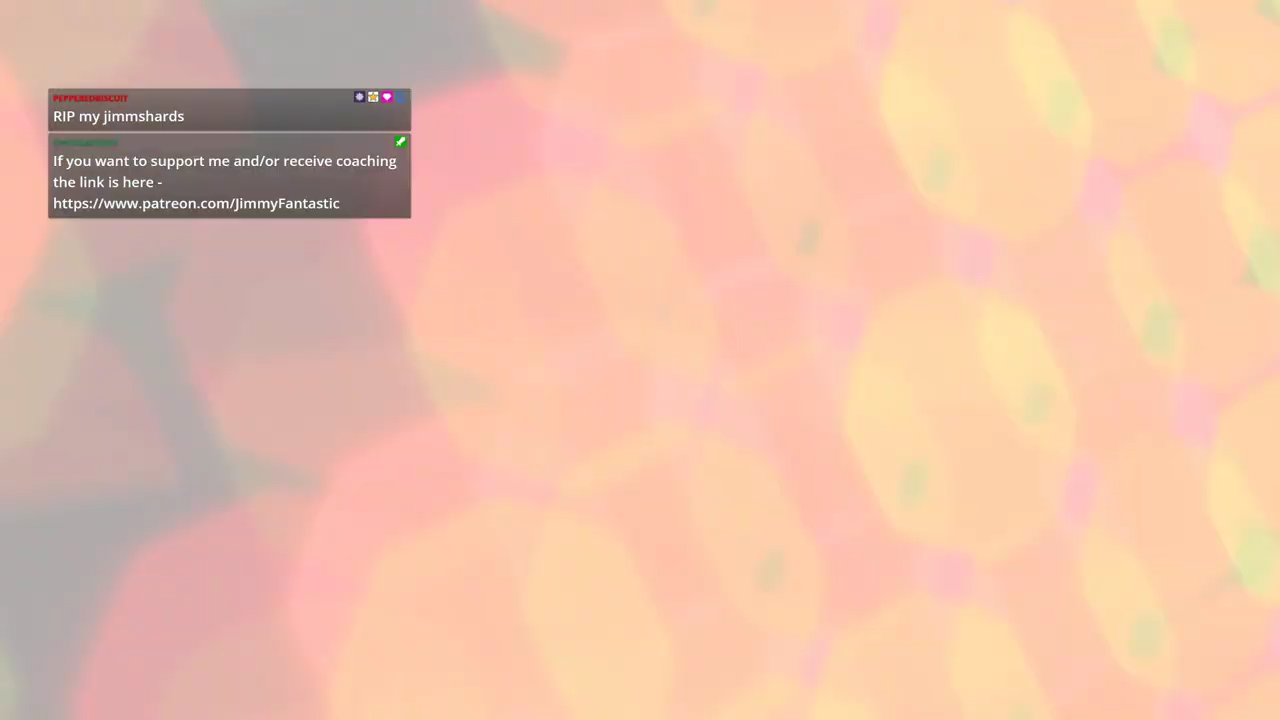 PEPPEREDBISCUIT
RIP my jimmshards
If you want to support me and/or receive coaching
the link is here -
https://www.patreon.com/JimmyFantastic